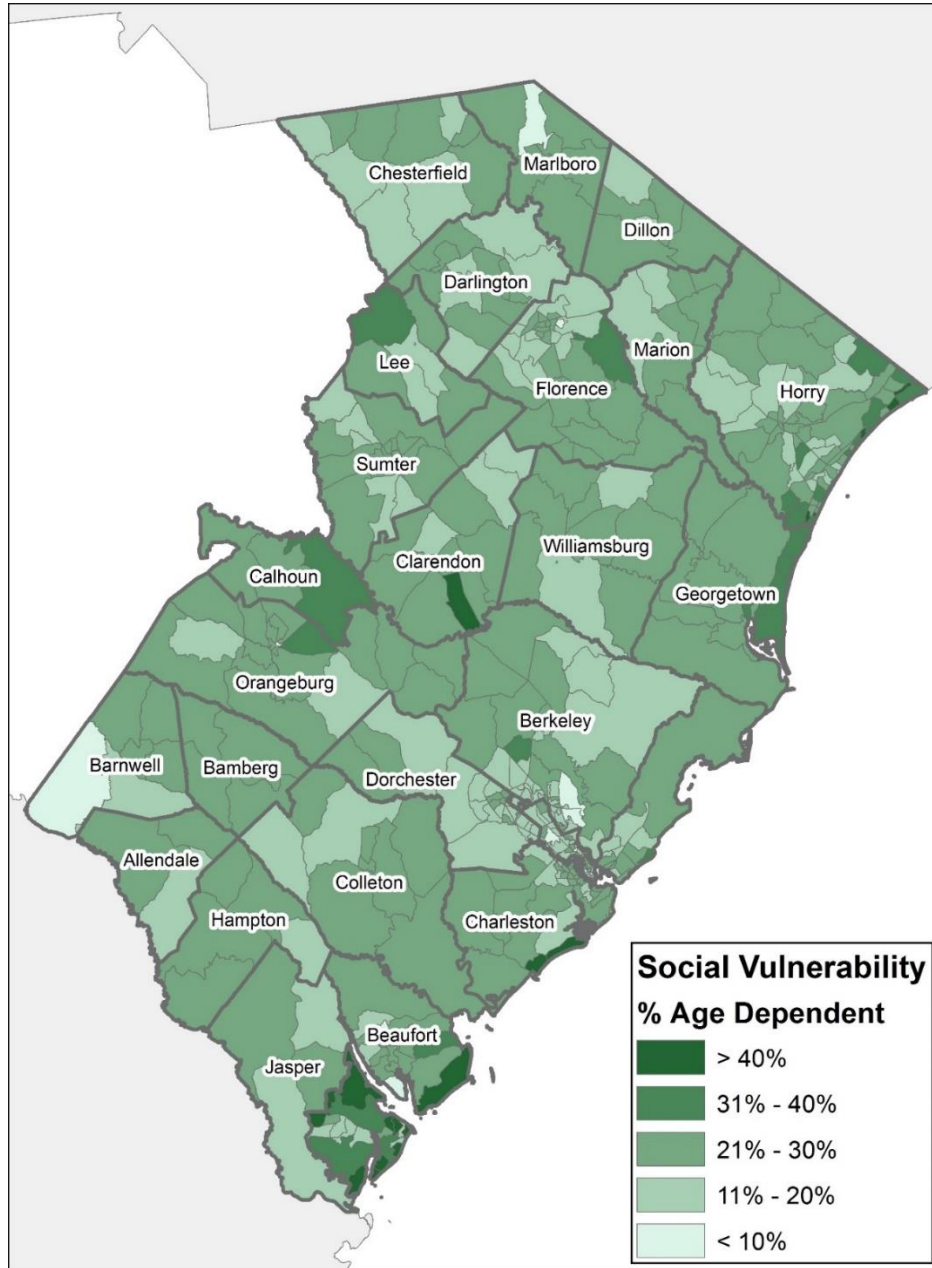 Chesterfield
Marlboro
Dillon
Darlington
Lee
Marion
Florence
Horry
Sumter
Clarendon
Williamsburg
Calhoun
Georgetown
Orangeburg
Berkeley
Barnwell
Bamberg
Dorchester
Allendale
Colleton
Hampton
Charleston
Beaufort
Jasper
Social Vulnerability
% Age Dependent
> 40%
31% - 40%
21% - 30%
11% - 20%
< 10%